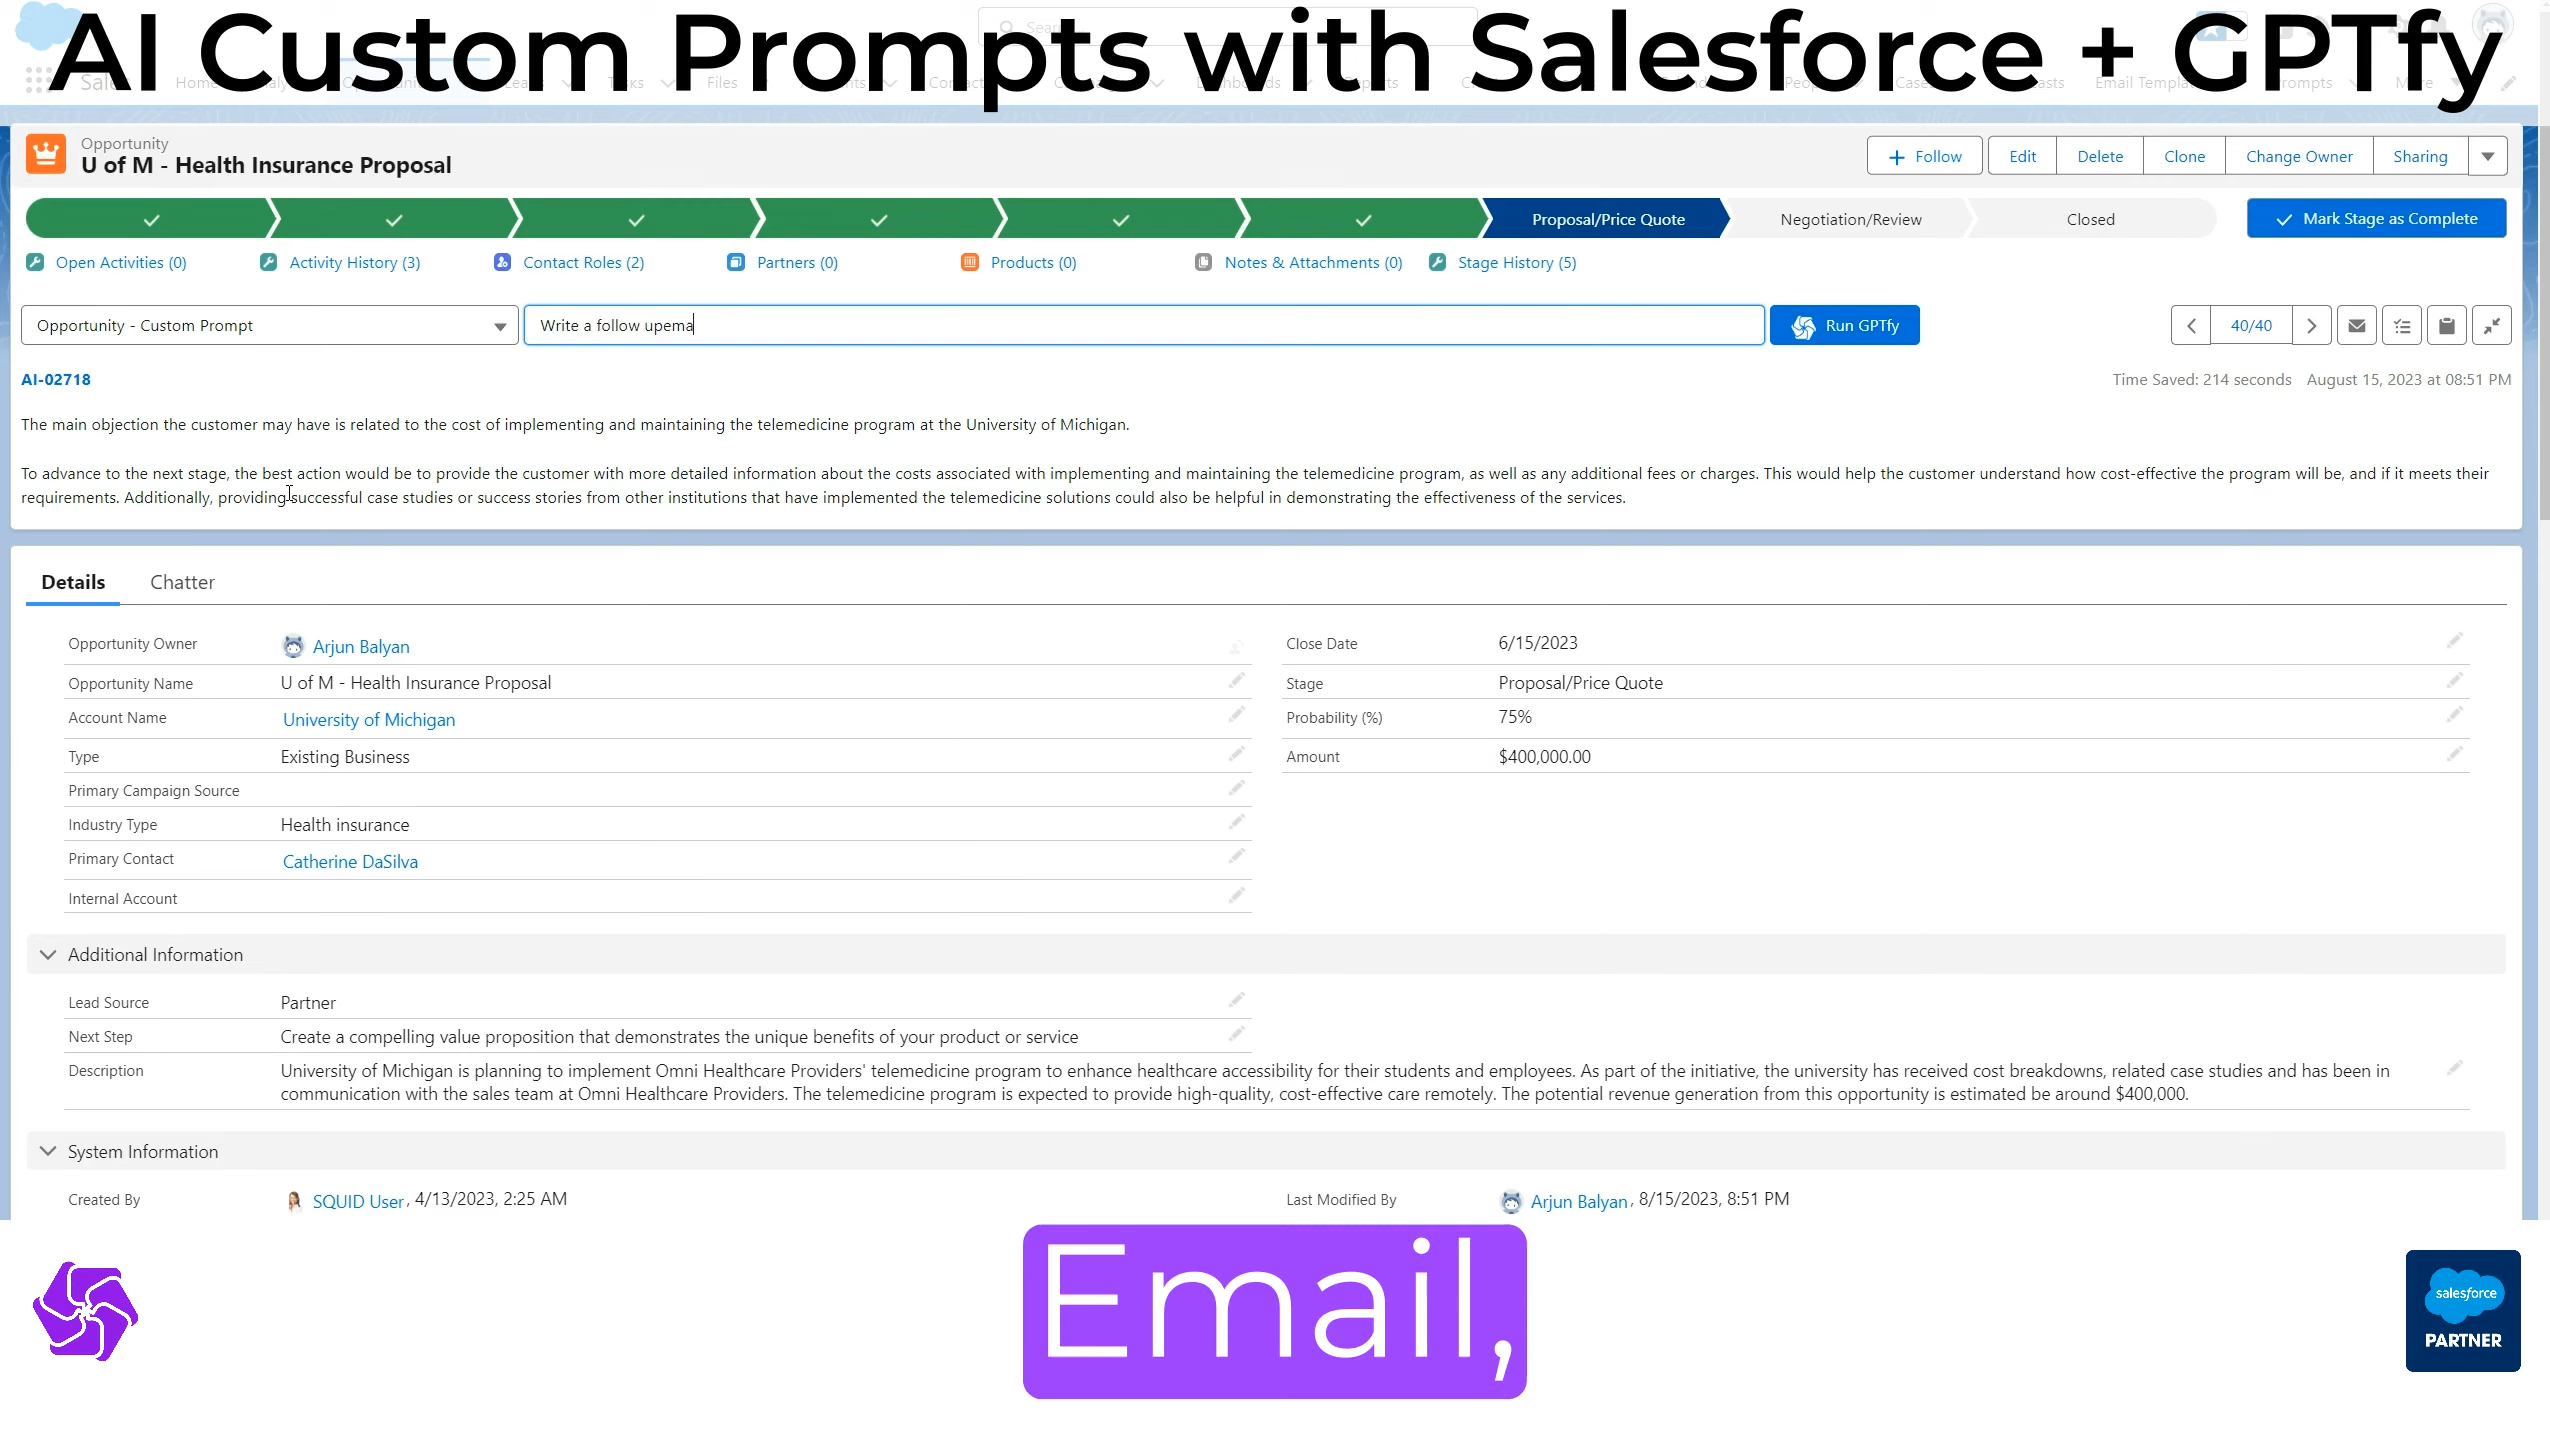 AI Custom Prompts with Salesforce + GPTfy
Opportunity
U of M - Health Insurance Proposal
Follow Edit Delete Clone Change Owner Sharing
Proposal/Price Quote Negotiation/Review Closed Mark Stage as Complete
Open Activities (0) Activity History (3) Contact Roles (2) Partners (0) Products (0) Notes & Attachments (0) Stage History (5)
Opportunity - Custom Prompt Write a follow upema Run GPTfy 40/40
AI-02718 Time Saved: 214 seconds August 15, 2023 at 08:51 PM
The main objection the customer may have is related to the cost of implementing and maintaining the telemedicine program at the University of Michigan.
To advance to the next stage, the best action would be to provide the customer with more detailed information about the costs associated with implementing and maintaining the telemedicine program, as well as any additional fees or charges. This would help the customer understand how cost-effective the program will be, and if it meets their
requirements. Additionally, providing successful case studies or success stories from other institutions that have implemented the telemedicine solutions could also be helpful in demonstrating the effectiveness of the services.
Details Chatter
Opportunity Owner Arjun Balyan Close Date 6/15/2023
Opportunity Name U of M - Health Insurance Proposal Stage Proposal/Price Quote
Account Name University of Michigan Probability (%) 75%
Type Existing Business Amount $400,000.00
Primary Campaign Source
Industry Type Health insurance
Primary Contact Catherine DaSilva
Internal Account
Additional Information
Lead Source Partner
Next Step Create a compelling value proposition that demonstrates the unique benefits of your product or service
Description University of Michigan is planning to implement Omni Healthcare Providers' telemedicine program to enhance healthcare accessibility for their students and employees. As part of the initiative, the university has received cost breakdowns, related case studies and has been in
communication with the sales team at Omni Healthcare Providers. The telemedicine program is expected to provide high-quality, cost-effective care remotely. The potential revenue generation from this opportunity is estimated be around $400,000.
System Information
Created By SQUID User, 4/13/2023, 2:25 AM Last Modified By Arjun Balyan, 8/15/2023, 8:51 PM
Email,
salesforce
PARTNER